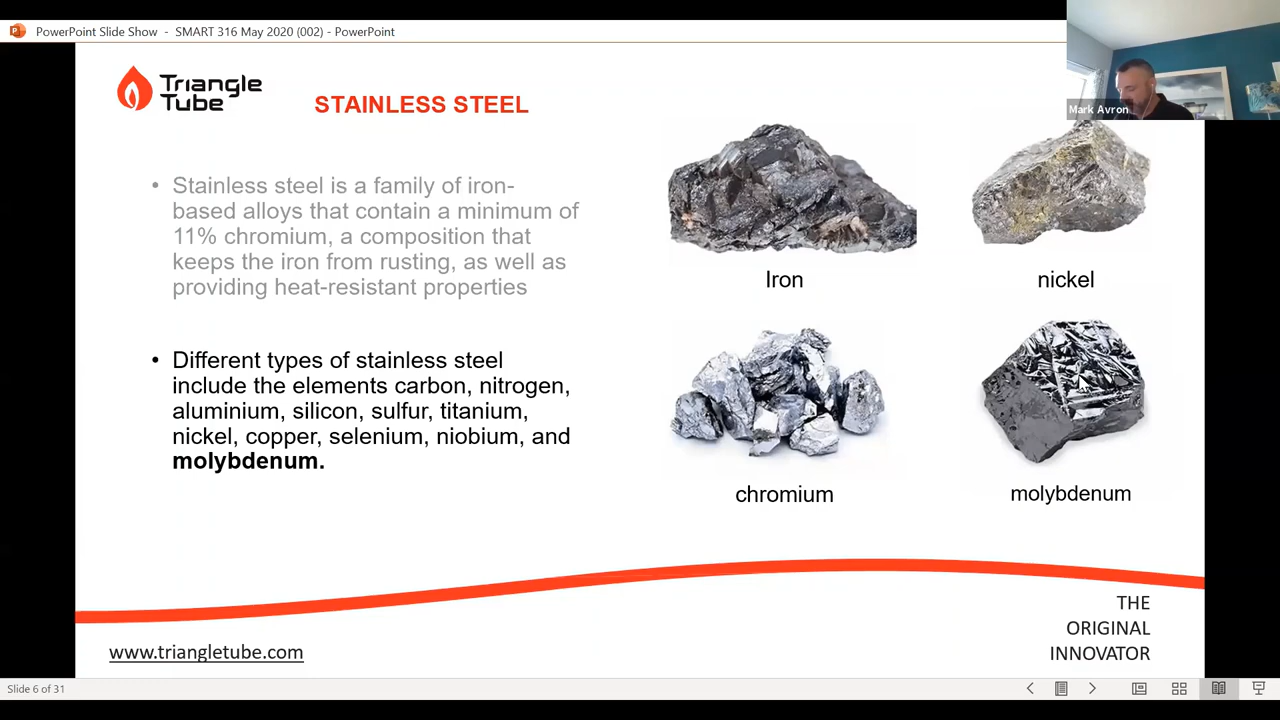 PowerPoint Slide Show - SMART 316 May 2020 (002) - PowerPoint
Mark Avron
Triangle
Tube
STAINLESS STEEL
• Stainless steel is a family of iron-
based alloys that contain a minimum of
11% chromium, a composition that
keeps the iron from rusting, as well as
providing heat-resistant properties
• Different types of stainless steel
include the elements carbon, nitrogen,
aluminium, silicon, sulfur, titanium,
nickel, copper, selenium, niobium, and
molybdenum.
Iron
nickel
chromium
molybdenum
THE
ORIGINAL
INNOVATOR
www.triangletube.com
Slide 6 of 31